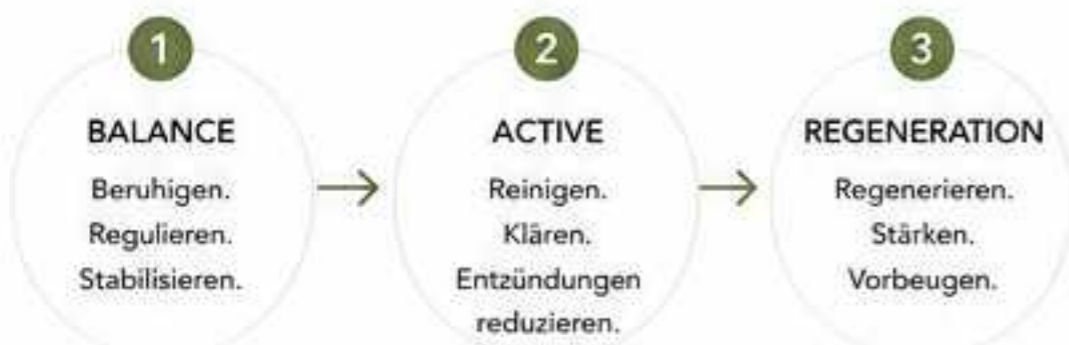 1
BALANCE
Beruhigen.
Regulieren.
Stabilisieren.
2
ACTIVE
Reinigen.
Klären.
Entzündungen
reduzieren.
3
REGENERATION
Regenerieren.
Stärken.
Vorbeugen.